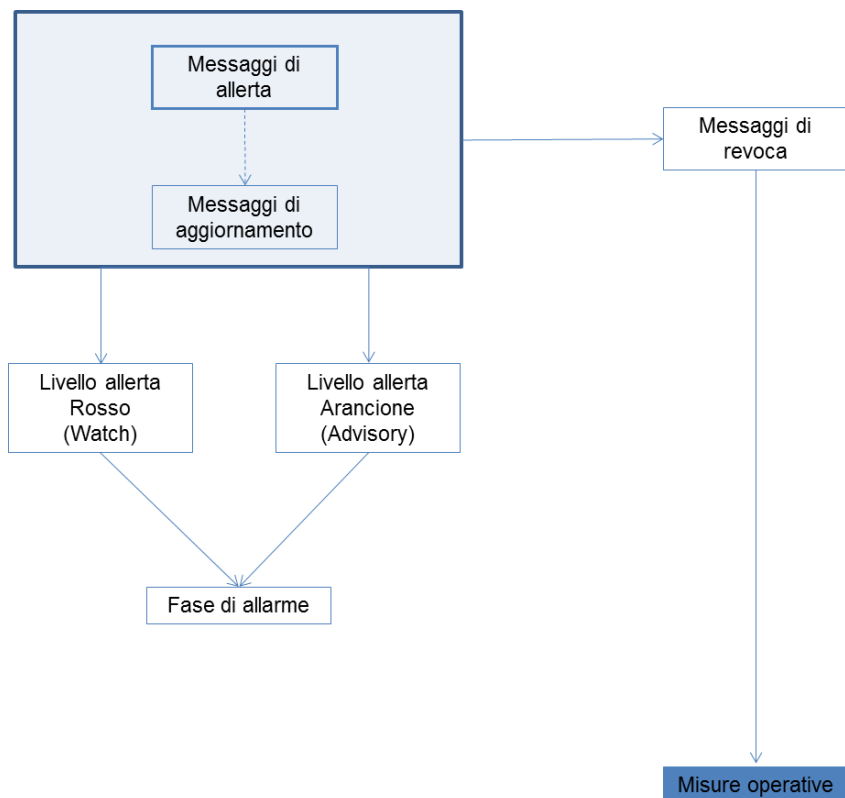 Messaggi di
allerta
Messaggi di
revoca
Messaggi di
aggiornamento
Livello allerta
Rosso
(Watch)
Livello allerta
Arancione
(Advisory)
Fase di allarme
Misure operative